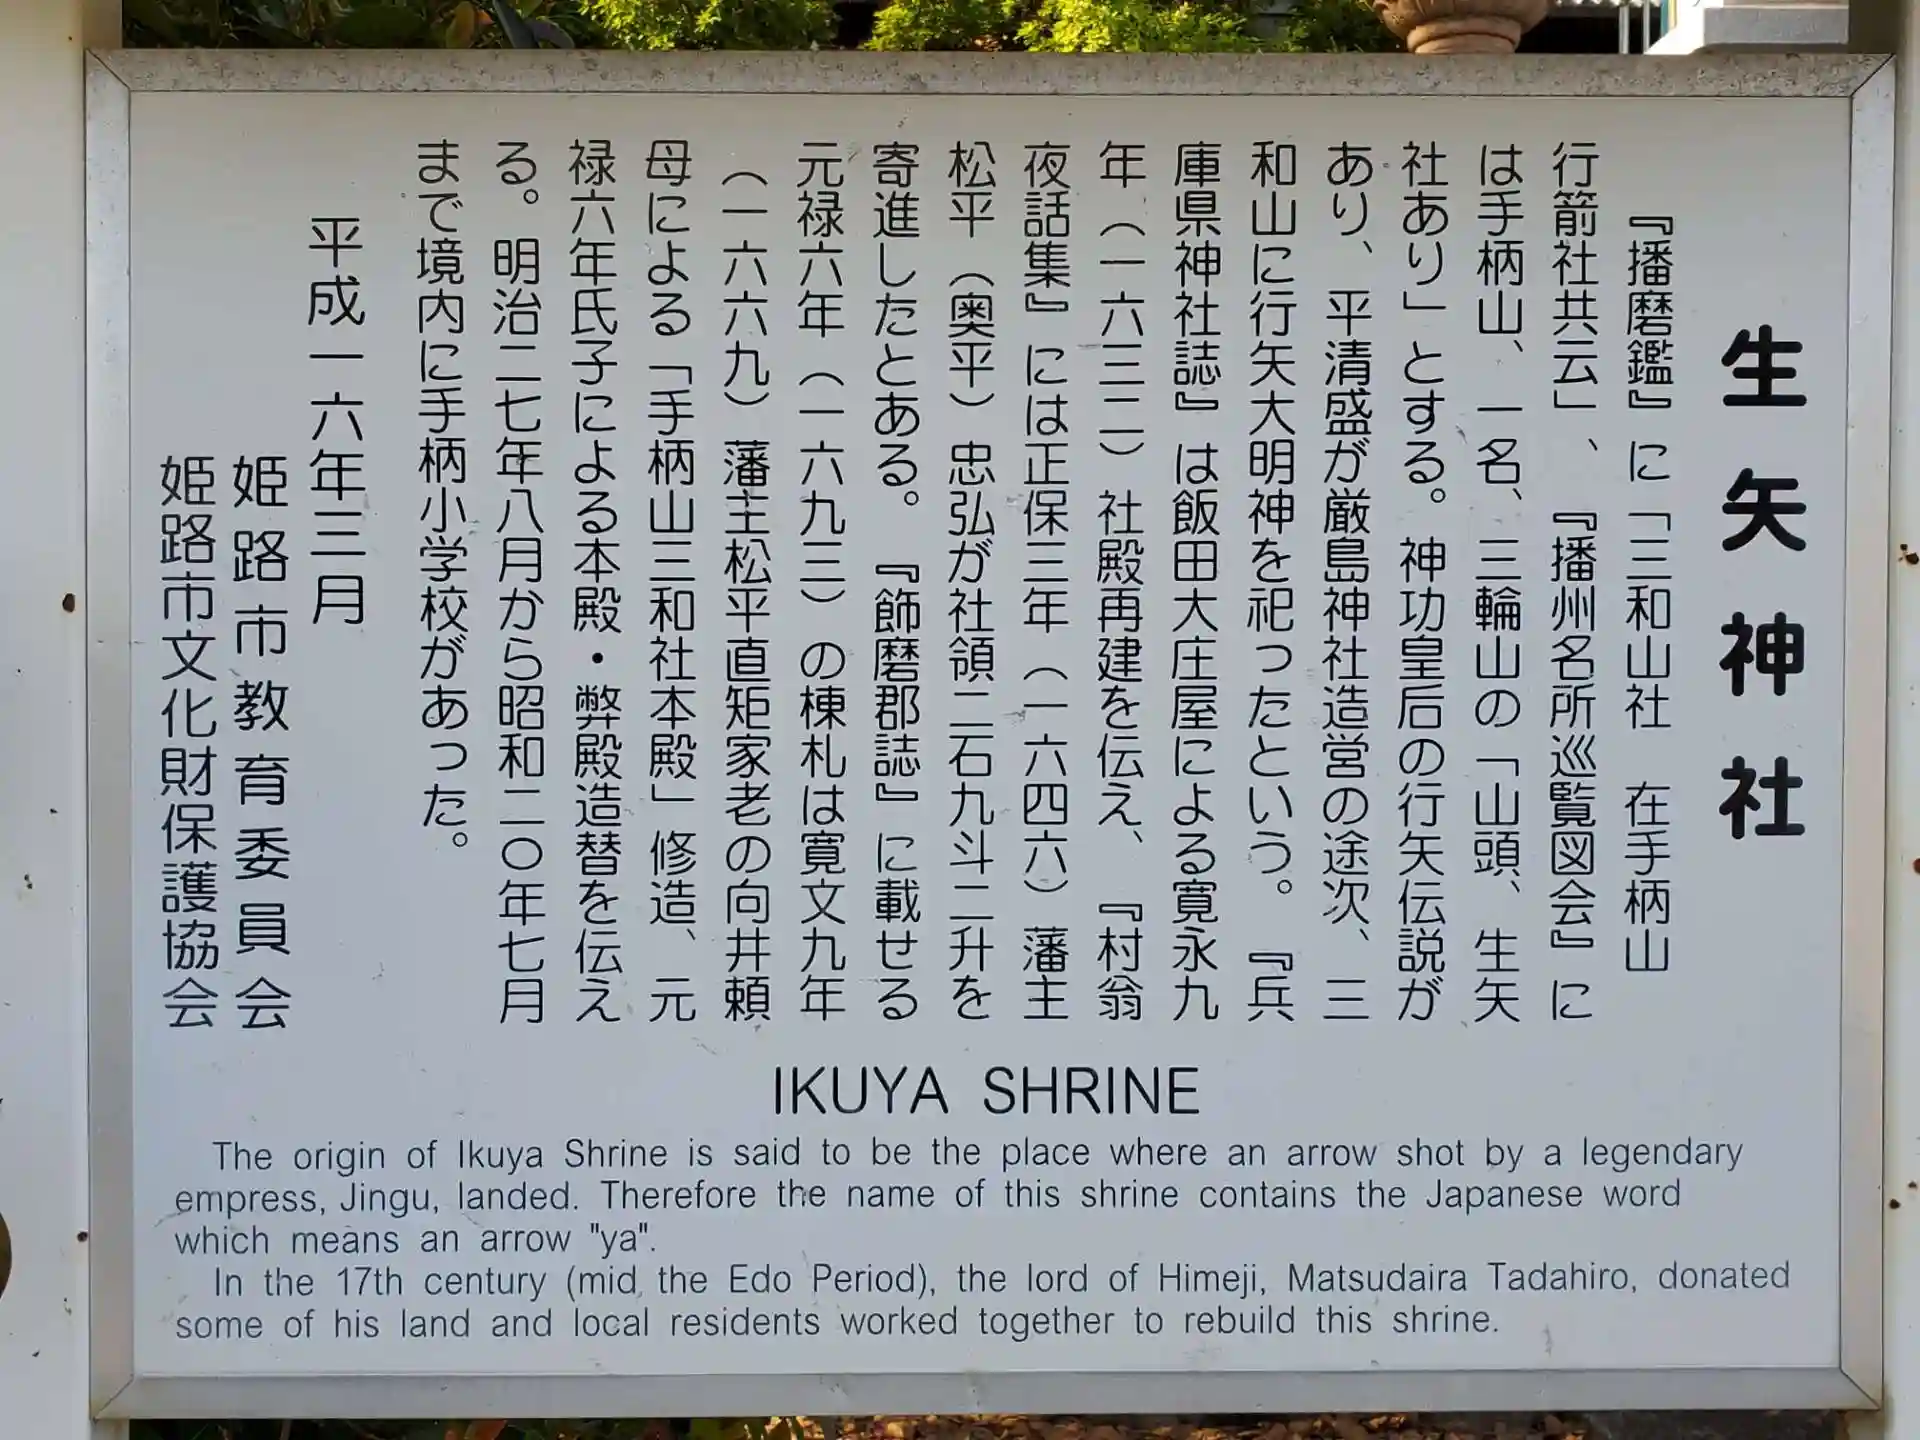 生矢神社
『播磨鑑』に「三和山社　在手柄山
行箭社共云」、『播州名所巡覧図会』に
は手柄山、一名、三輪山の「山頭、生矢
社あり」とする。神功皇后の行矢伝説が
あり、平清盛が厳島神社造営の途次、三
和山に行矢大明神を祀ったという。『兵
庫県神社誌』は飯田大庄屋による寛永九
年（一六三二）社殿再建を伝え、『村翁
夜話集』には正保三年（一六四六）藩主
松平（奥平）忠弘が社領二石九斗二升を
寄進したとある。『飾磨郡誌』に載せる
元禄六年（一六九三）の棟札は寛文九年
（一六六九）藩主松平直矩家老の向井頼
母による「手柄山三和社本殿」修造、元
禄六年氏子による本殿・弊殿造替を伝え
る。明治二七年八月から昭和二〇年七月
まで境内に手柄小学校があった。
平成一六年三月
姫路市教育委員会
姫路市文化財保護協会
IKUYA SHRINE
The origin of Ikuya Shrine is said to be the place where an arrow shot by a legendary
empress, Jingu, landed. Therefore the name of this shrine contains the Japanese word
which means an arrow "ya".
In the 17th century (mid the Edo Period), the lord of Himeji, Matsudaira Tadahiro, donated
some of his land and local residents worked together to rebuild this shrine.